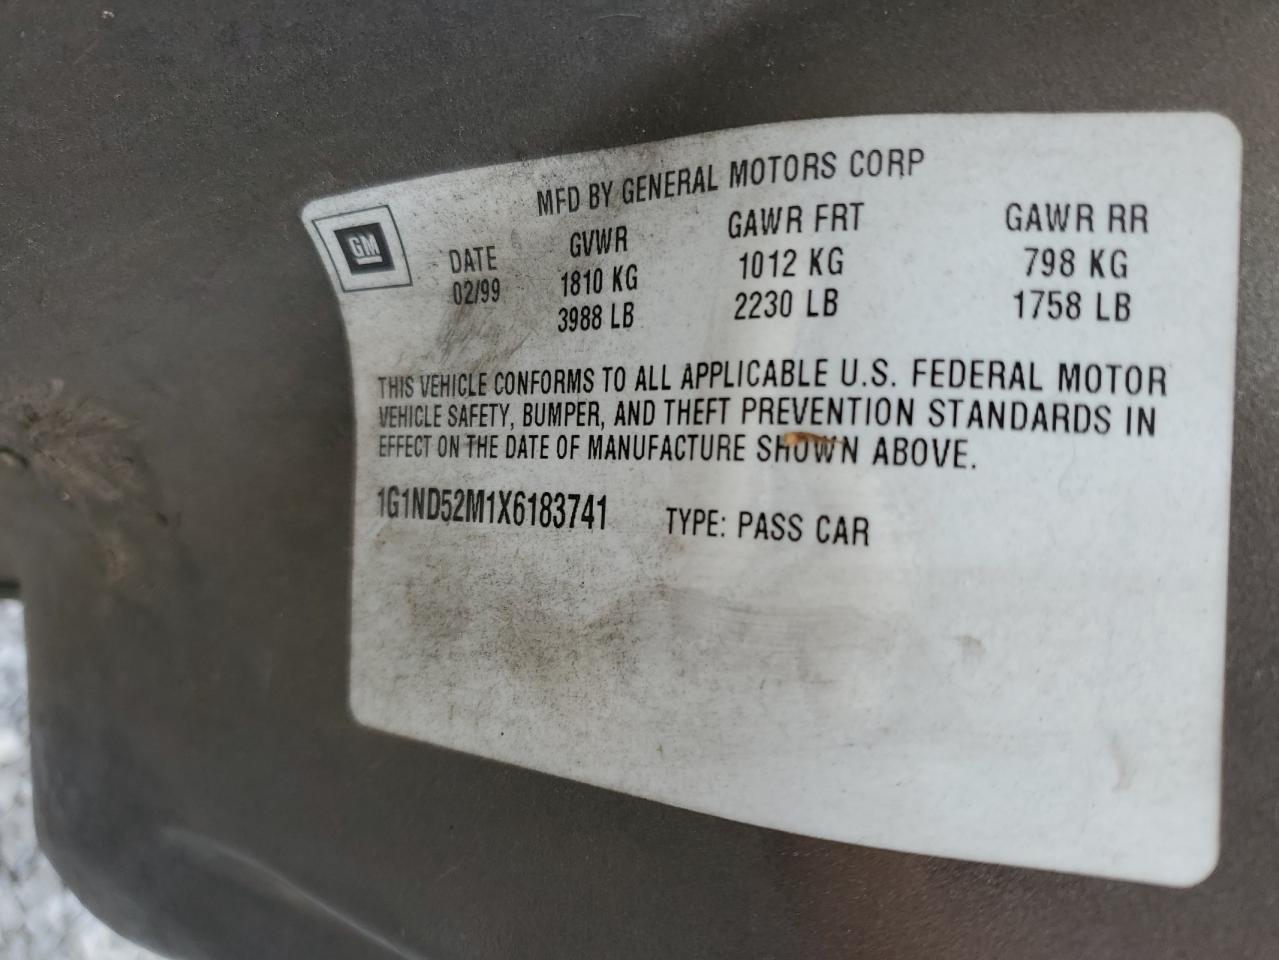 MFD BY GENERAL MOTORS CORP
GM
DATE GVWR GAWR FRT GAWR RR
02/99 1810 KG 1012 KG 798 KG
3988 LB 2230 LB 1758 LB
THIS VEHICLE CONFORMS TO ALL APPLICABLE U.S. FEDERAL MOTOR
VEHICLE SAFETY, BUMPER, AND THEFT PREVENTION STANDARDS IN
EFFECT ON THE DATE OF MANUFACTURE SHOWN ABOVE.
1G1ND52M1X6183741 TYPE: PASS CAR